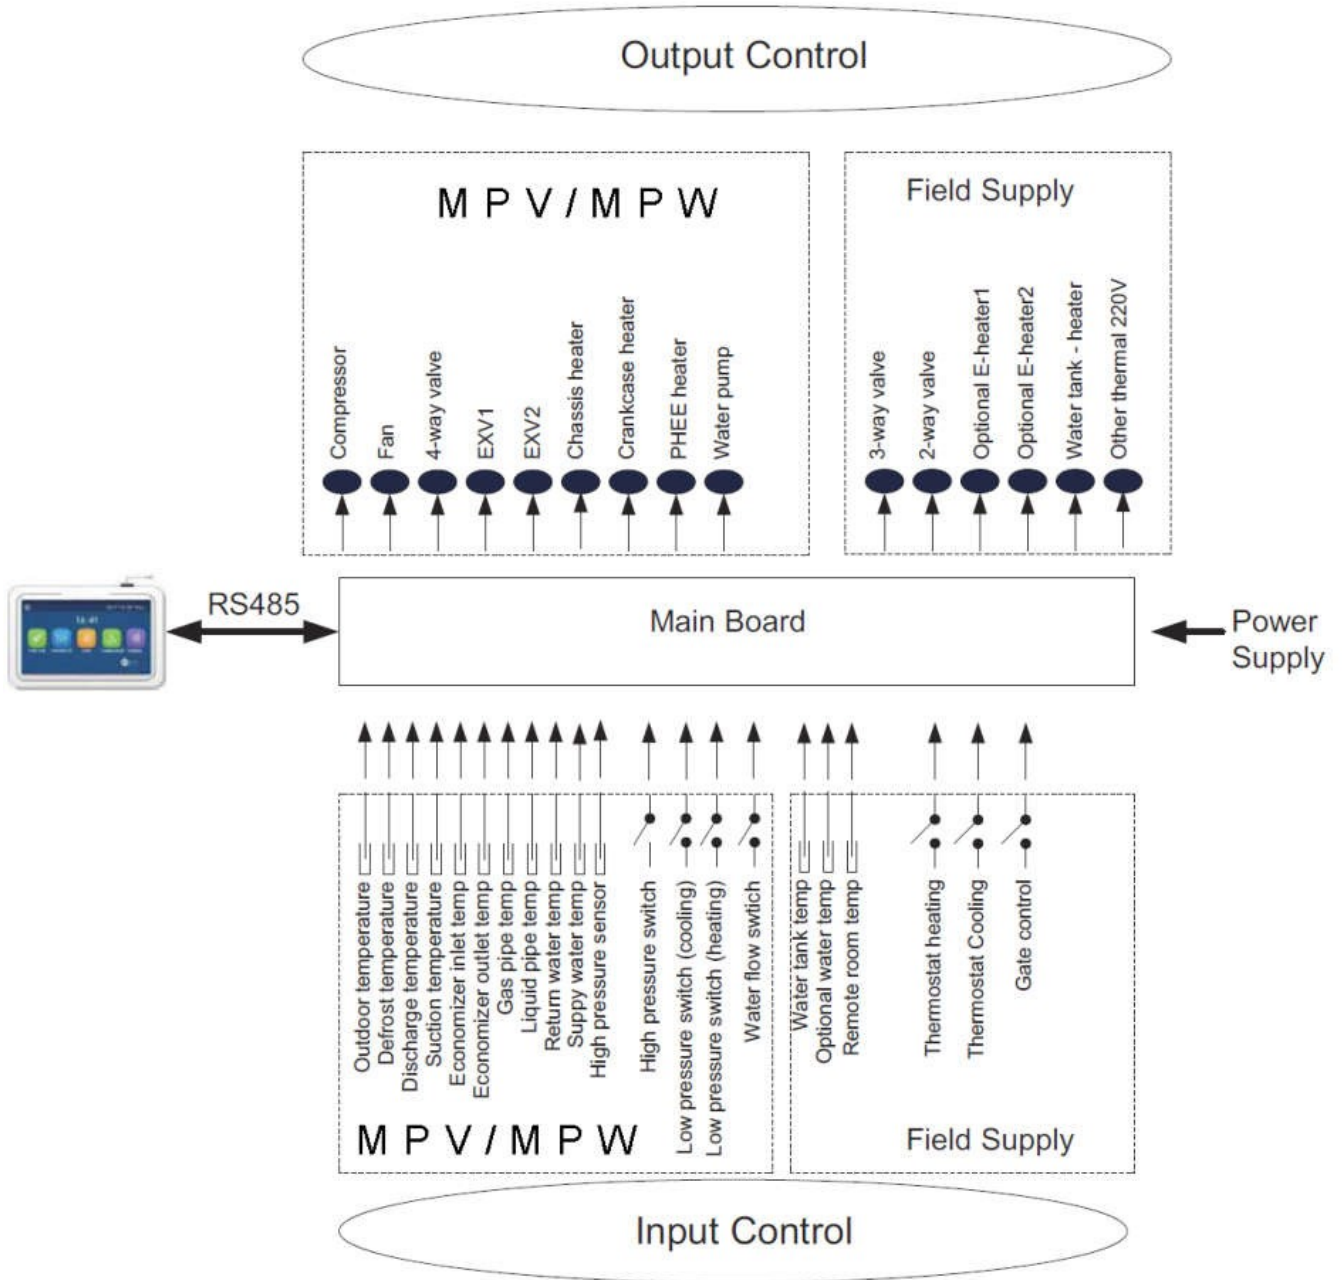 Output Control
M P V / M P W
Field Supply
Compressor
Fan
4-way valve
EXV1
EXV2
Chassis heater
Crankcase heater
PHEE heater
Water pump
3-way valve
2-way valve
Optional E-heater1
Optional E-heater2
Water tank - heater
Other thermal 220V
RS485
Main Board
Power
Supply
Outdoor temperature
Defrost temperature
Discharge temperature
Suction temperature
Economizer inlet temp
Economizer outlet temp
Gas pipe temp
Liquid pipe temp
Return water temp
Suppy water temp
High pressure sensor
High pressure switch
Low pressure switch (cooling)
Low pressure switch (heating)
Water flow swtich
Water tank temp
Optional water temp
Remote room temp
Thermostat heating
Thermostat Cooling
Gate control
M P V / M P W
Field Supply
Input Control